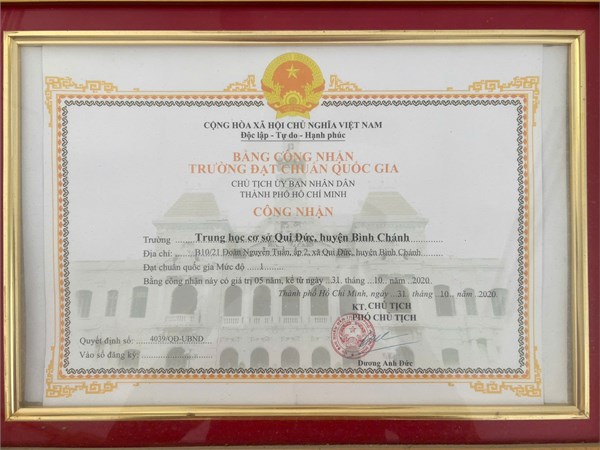 CỘNG HÒA XÃ HỘI CHỦ NGHĨA VIỆT NAM
Độc lập - Tự do - Hạnh phúc
BẰNG CÔNG NHẬN
TRƯỜNG ĐẠT CHUẨN QUỐC GIA
CHỦ TỊCH ỦY BAN NHÂN DÂN
THÀNH PHỐ HỒ CHÍ MINH
CÔNG NHẬN
Trường Trung học cơ sở Qui Đức, huyện Bình Chánh
Địa chỉ: B10/21 Đoàn Nguyễn Tuấn, ấp 2, xã Qui Đức, huyện Bình Chánh
Đạt chuẩn quốc gia Mức độ 1
Bằng công nhận này có giá trị 05 năm, kể từ ngày 31 tháng 10 năm 2020.
Thành phố Hồ Chí Minh, ngày 31 tháng 10 năm 2020
KT. CHỦ TỊCH
PHÓ CHỦ TỊCH
Quyết định số: 4039/QĐ-UBND
Vào sổ đăng ký:
Dương Anh Đức